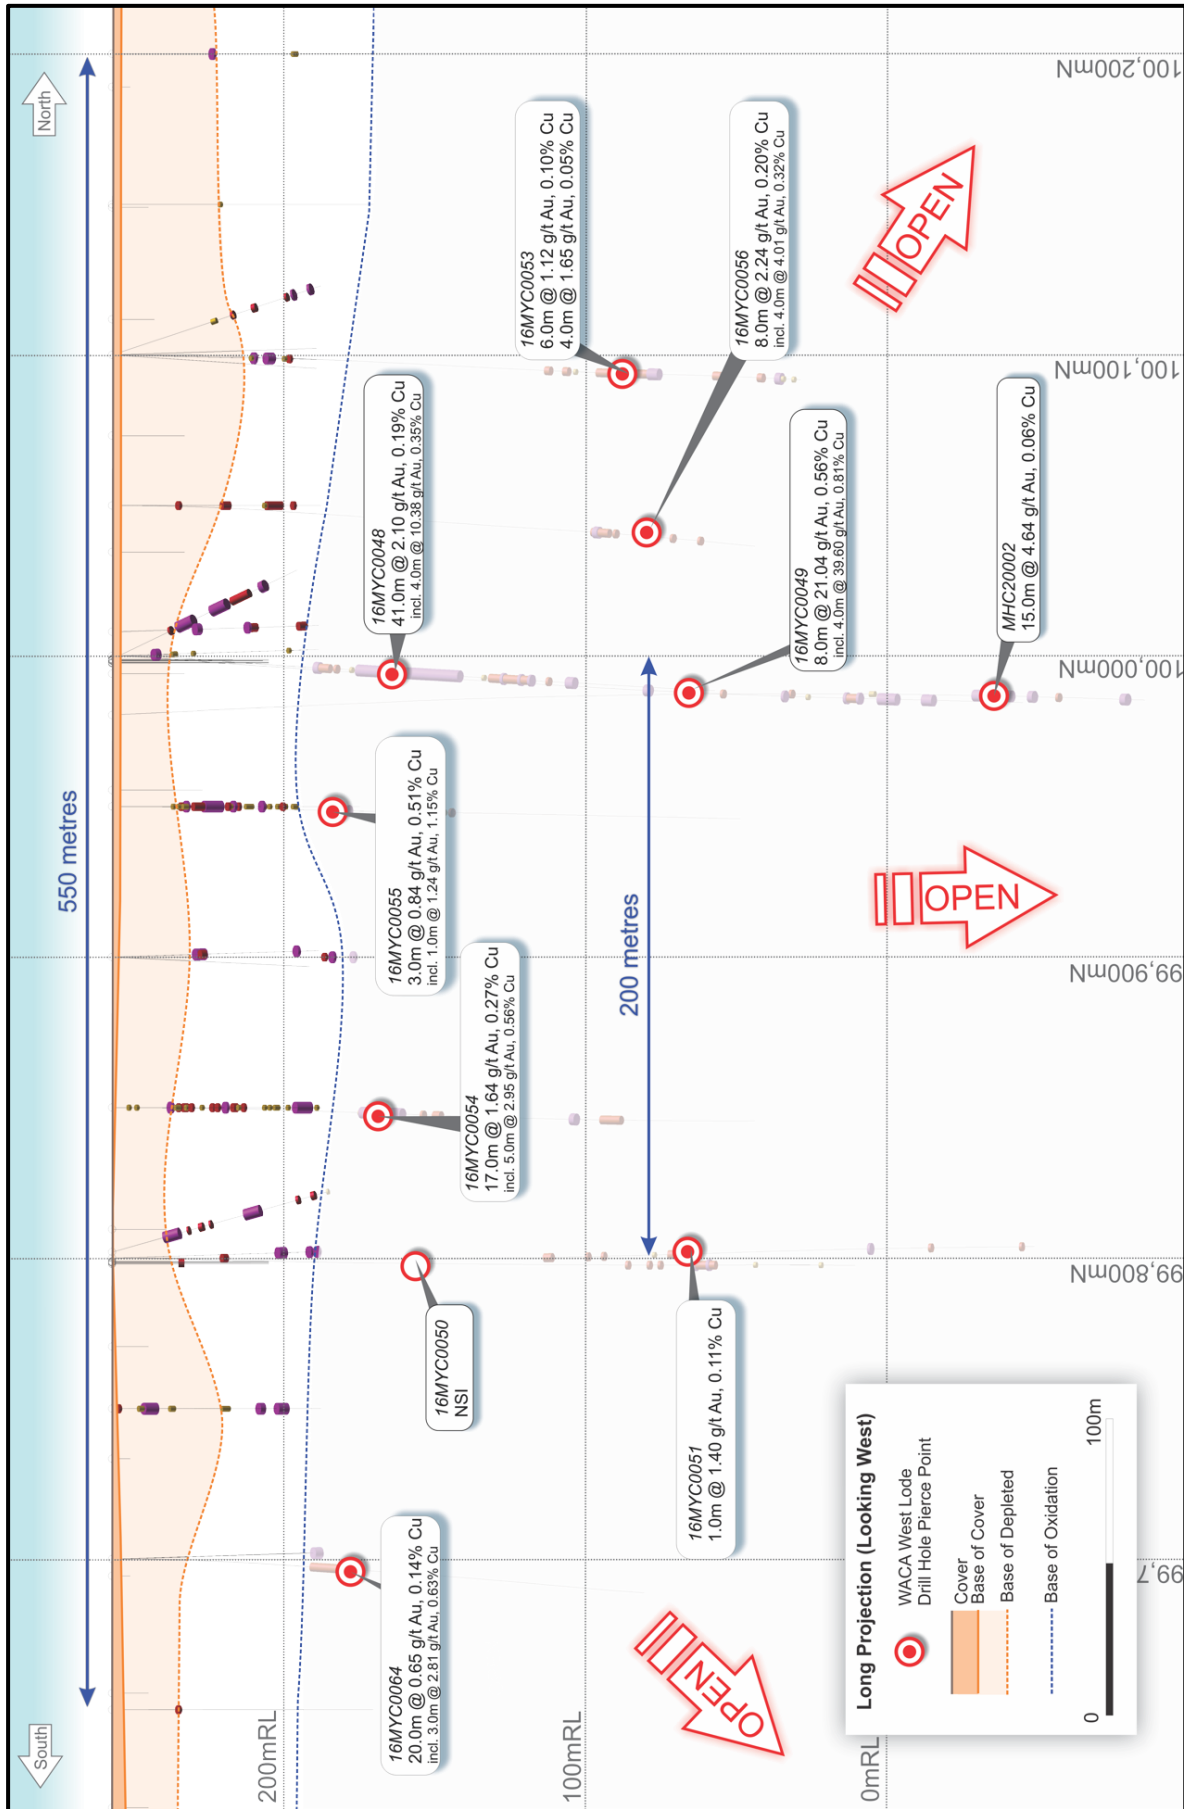 South
North
550 metres
200mRL
100mRL
0mRL
16MYC0064
20.0m @ 0.65 g/t Au, 0.14% Cu
incl. 3.0m @ 2.81 g/t Au, 0.63% Cu
16MYC0050
NSI
16MYC0051
1.0m @ 1.40 g/t Au, 0.11% Cu
16MYC0054
17.0m @ 1.64 g/t Au, 0.27% Cu
incl. 5.0m @ 2.95 g/t Au, 0.56% Cu
16MYC0055
3.0m @ 0.84 g/t Au, 0.51% Cu
incl. 1.0m @ 1.24 g/t Au, 1.15% Cu
200 metres
16MYC0048
41.0m @ 2.10 g/t Au, 0.19% Cu
incl. 4.0m @ 10.38 g/t Au, 0.35% Cu
16MYC0049
8.0m @ 21.04 g/t Au, 0.56% Cu
incl. 4.0m @ 39.60 g/t Au, 0.81% Cu
MHC20002
15.0m @ 4.64 g/t Au, 0.06% Cu
16MYC0053
6.0m @ 1.12 g/t Au, 0.10% Cu
4.0m @ 1.65 g/t Au, 0.05% Cu
16MYC0056
8.0m @ 2.24 g/t Au, 0.20% Cu
incl. 4.0m @ 4.01 g/t Au, 0.32% Cu
OPEN
OPEN
OPEN
Long Projection (Looking West)
WACA West Lode
Drill Hole Pierce Point
Cover
Base of Cover
Base of Depleted
Base of Oxidation
0
100m
99,7
99,800mN
99,900mN
100,000mN
100,100mN
100,200mN